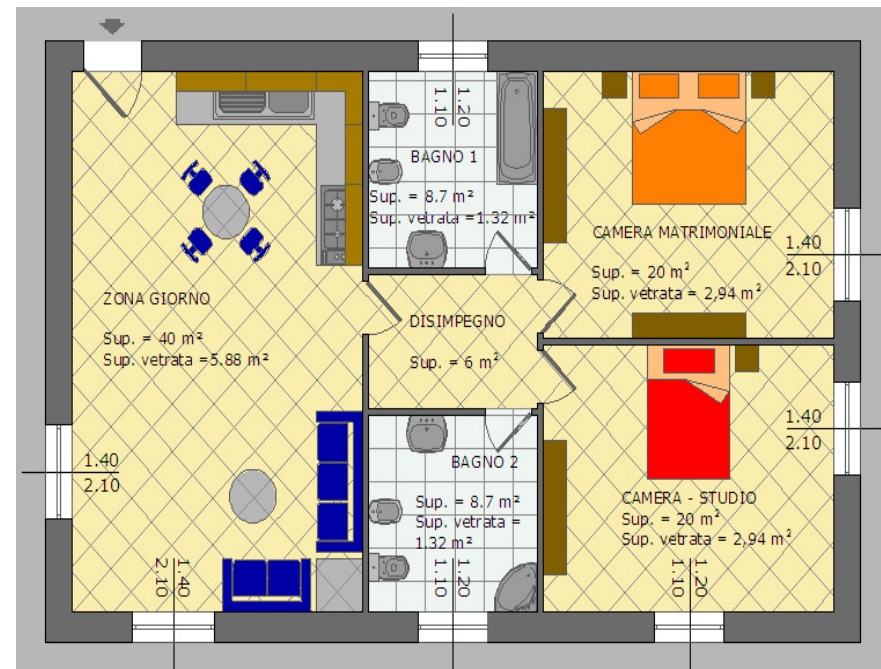 1.20
1.10
BAGNO 1
Sup. = 8.7 m²
Sup. vetrata =1.32 m²
CAMERA MATRIMONIALE
1.40
2.10
Sup. = 20 m²
Sup. vetrata = 2,94 m²
ZONA GIORNO
Sup. = 40 m²
Sup. vetrata =5.88 m²
DISIMPEGNO
Sup. = 6 m²
1.40
2.10
1.40
2.10
BAGNO 2
Sup. = 8.7 m²
Sup. vetrata =
1.32 m²
CAMERA - STUDIO
Sup. = 20 m²
Sup. vetrata = 2,94 m²
1.40
2.10
1.20
1.10
1.20
1.10